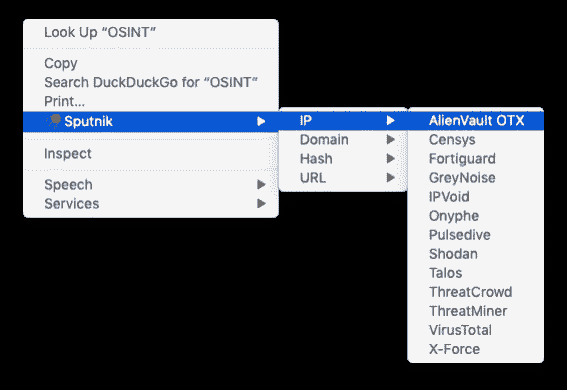 Look Up “OSINT”
Copy
Search DuckDuckGo for “OSINT”
Print...
Sputnik
Inspect
Speech
Services
IP
Domain
Hash
URL
AlienVault OTX
Censys
Fortiguard
GreyNoise
IPVoid
Onyphe
Pulsedive
Shodan
Talos
ThreatCrowd
ThreatMiner
VirusTotal
X-Force